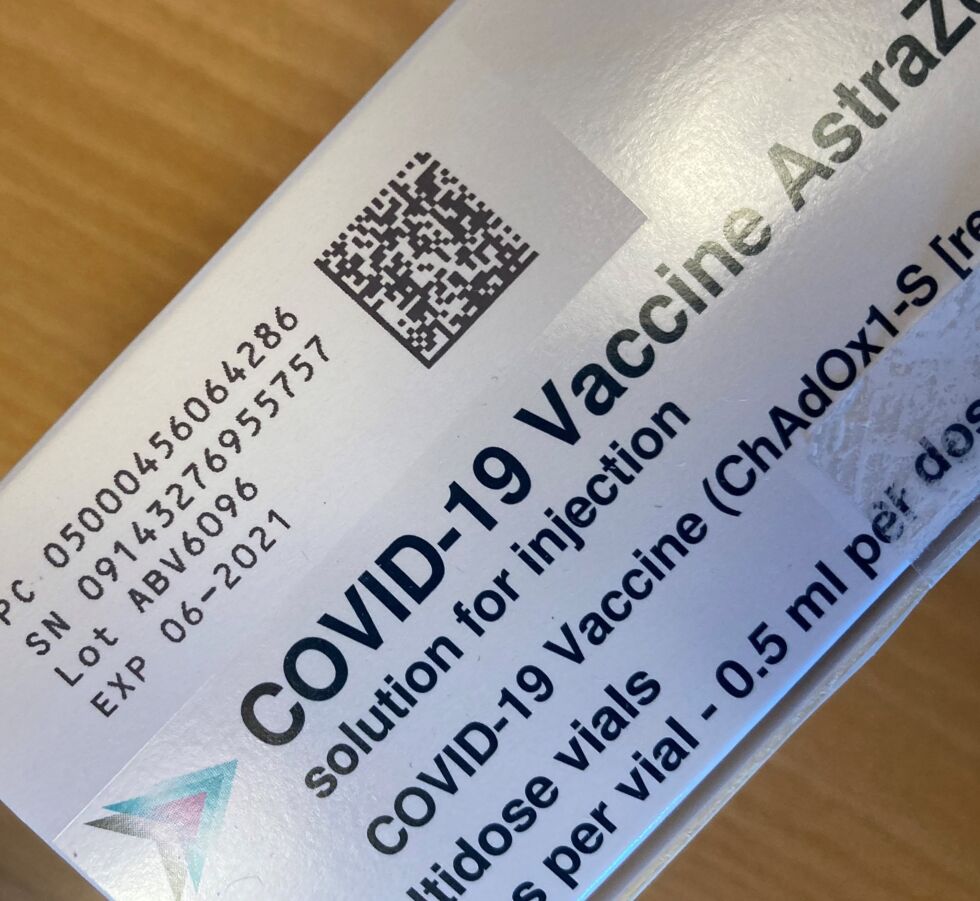 PC 05000456064286
SN 09143276955757
Lot ABV6096
EXP 06-2021
COVID-19 Vaccine AstraZe
solution for injection
COVID-19 Vaccine (ChAdOx1-S [re
ltidose vials
s per vial - 0.5 ml per dos